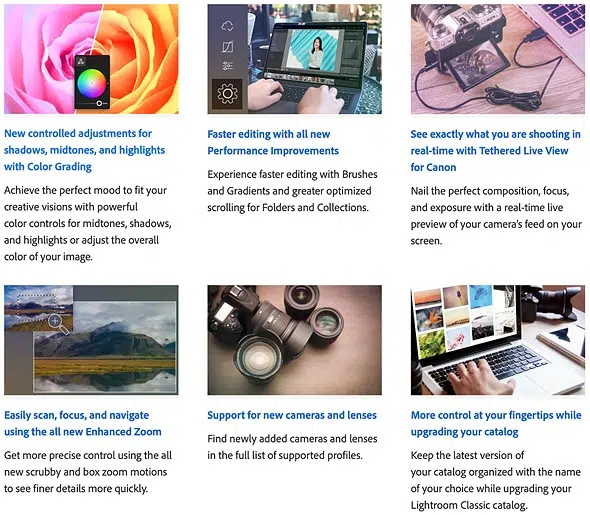 New controlled adjustments for
shadows, midtones, and highlights
with Color Grading
Achieve the perfect mood to fit your
creative visions with powerful
color controls for midtones, shadows,
and highlights or adjust the overall
color of your image.
Faster editing with all new
Performance Improvements
Experience faster editing with Brushes
and Gradients and greater optimized
scrolling for Folders and Collections.
See exactly what you are shooting in
real-time with Tethered Live View
for Canon
Nail the perfect composition, focus,
and exposure with a real-time live
preview of your camera's feed on your
screen.
Easily scan, focus, and navigate
using the all new Enhanced Zoom
Get more precise control using the all
new scrubby and box zoom motions
to see finer details more quickly.
Support for new cameras and lenses
Find newly added cameras and lenses
in the full list of supported profiles.
More control at your fingertips while
upgrading your catalog
Keep the latest version of
your catalog organized with the name
of your choice while upgrading your
Lightroom Classic catalog.